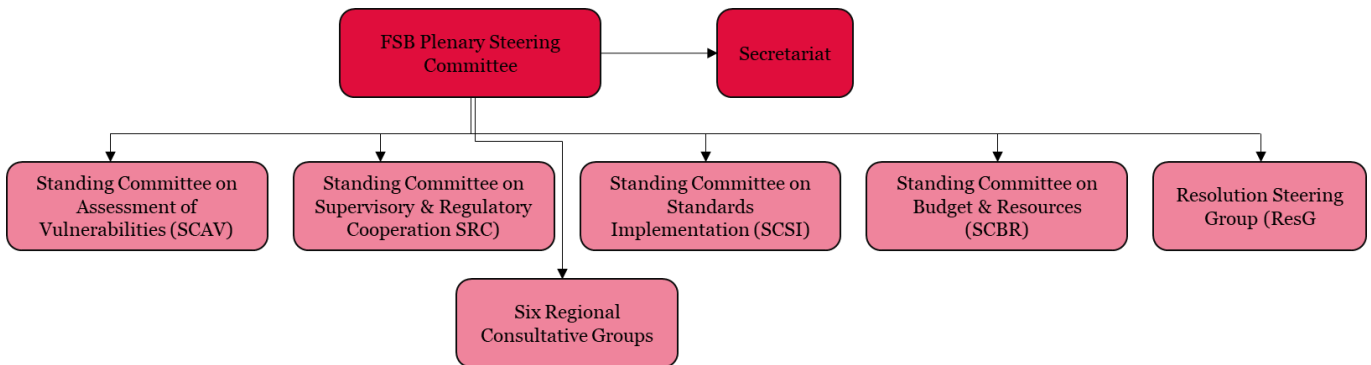 FSB Plenary Steering
Committee
Secretariat
Standing Committee on
Assessment of
Vulnerabilities (SCAV)
Standing Committee on
Supervisory & Regulatory
Cooperation SRC)
Standing Committee on
Standards
Implementation (SCSI)
Standing Committee on
Budget & Resources
(SCBR)
Resolution Steering
Group (ResG
Six Regional
Consultative Groups